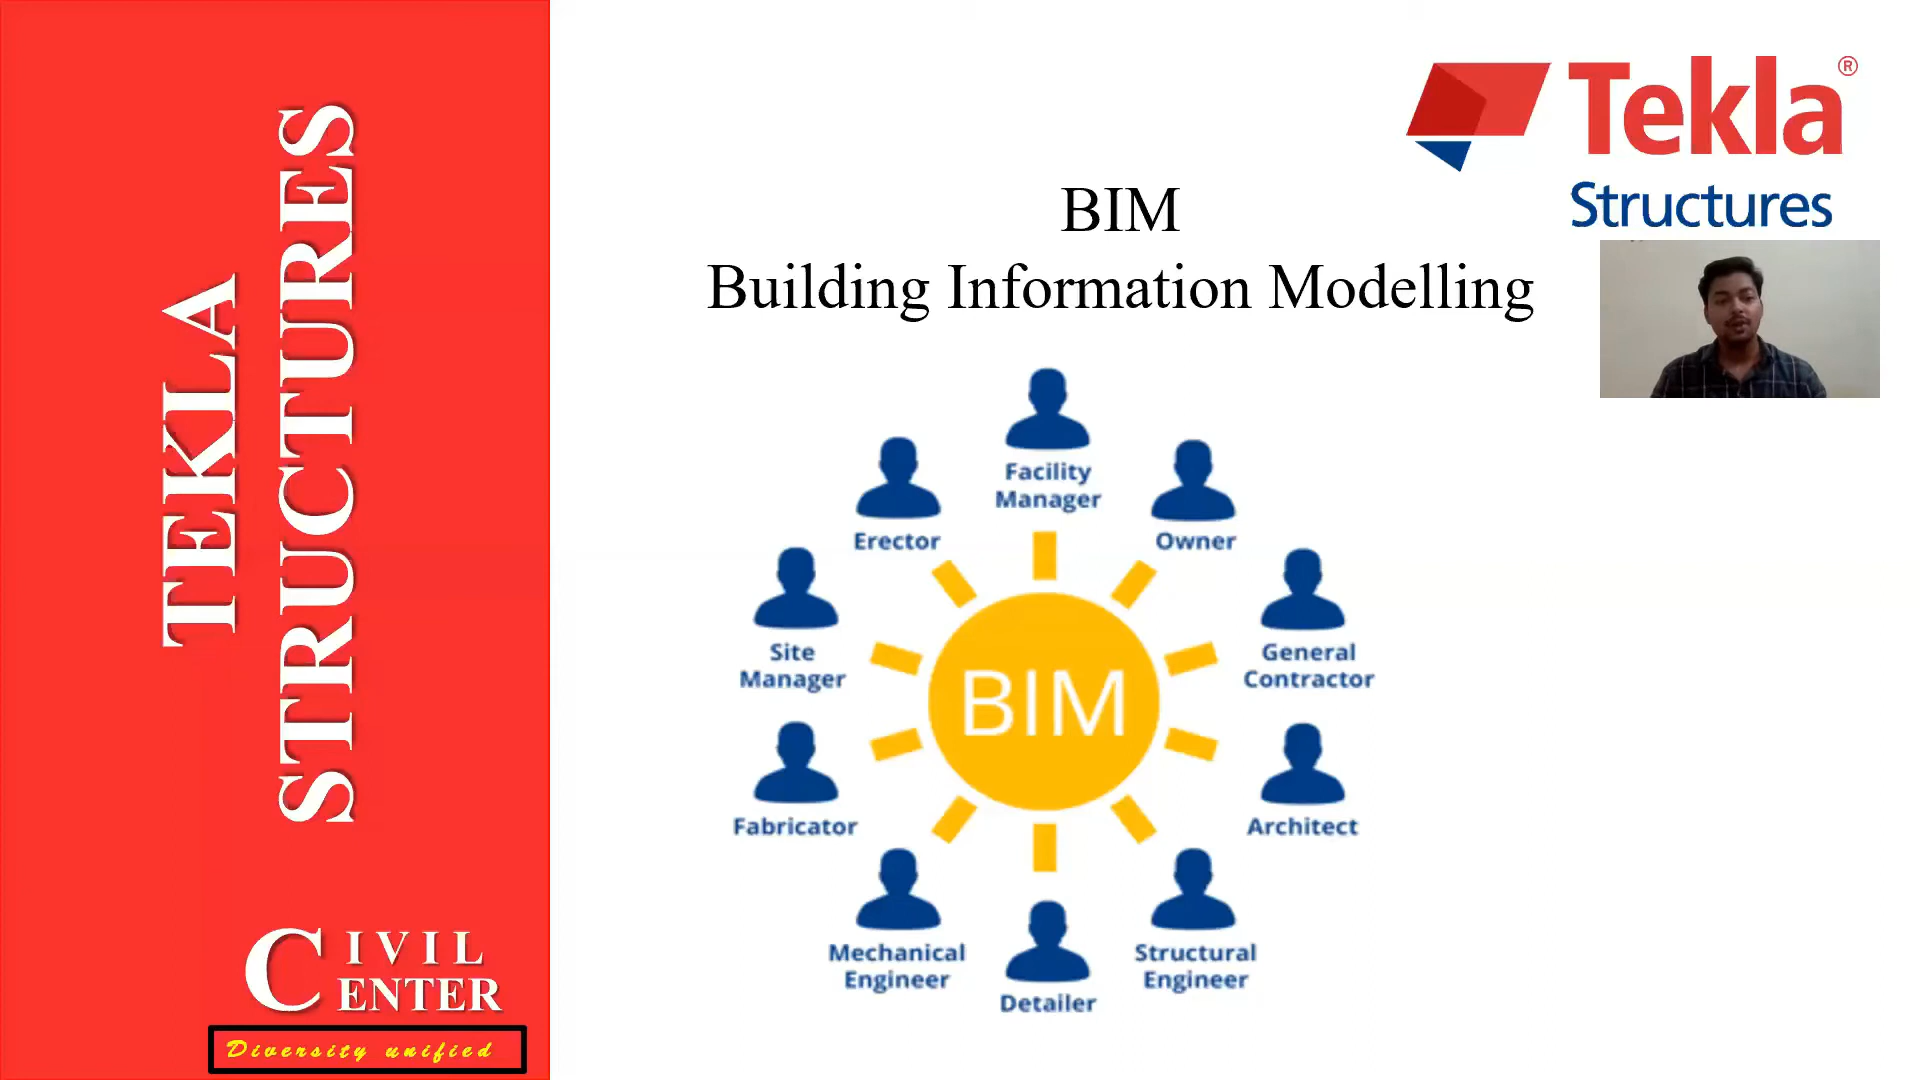 TEKLA
STRUCTURES
CIVIL
CENTER
Diversity unified
Tekla®
Structures
BIM
Building Information Modelling
Facility
Manager
Erector
Owner
Site
Manager
General
Contractor
BIM
Fabricator
Architect
Mechanical
Engineer
Structural
Engineer
Detailer